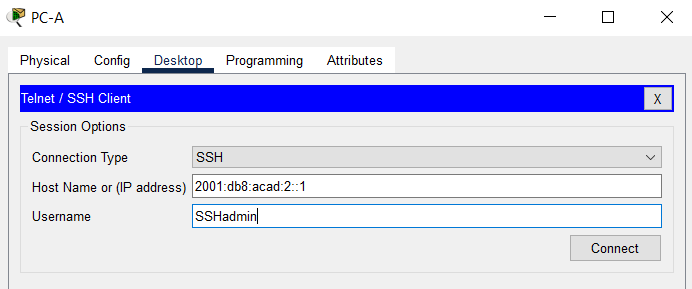 PC-A
Physical Config Desktop Programming Attributes
Telnet / SSH Client X
Session Options
Connection Type SSH
Host Name or (IP address) 2001:db8:acad:2::1
Username SSHadmin
Connect